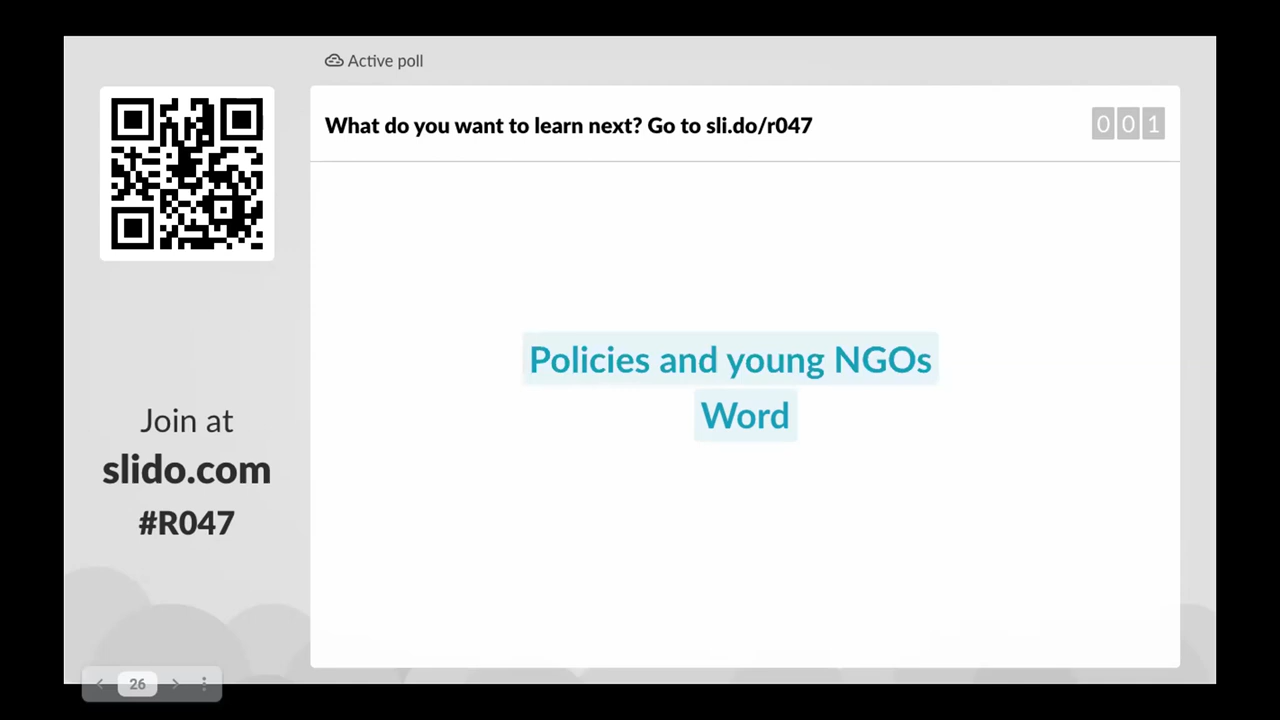 Active poll
What do you want to learn next? Go to sli.do/r047
001
Policies and young NGOs
Word
Join at
slido.com
#R047
26